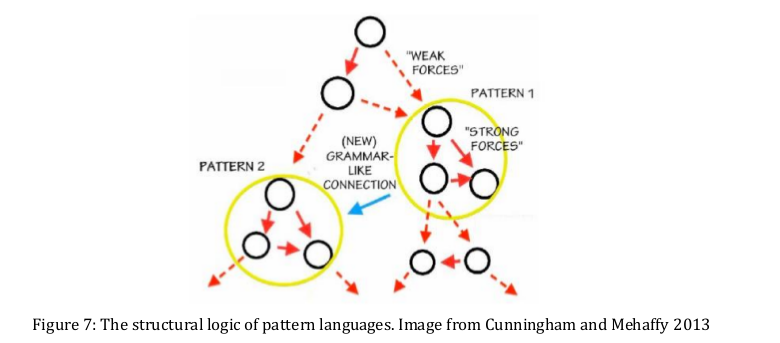 "WEAK
FORCES"
PATTERN 1
"STRONG
FORCES"
(NEW)
GRAMMAR-
LIKE
CONNECTION
PATTERN 2
Figure 7: The structural logic of pattern languages. Image from Cunningham and Mehaffy 2013